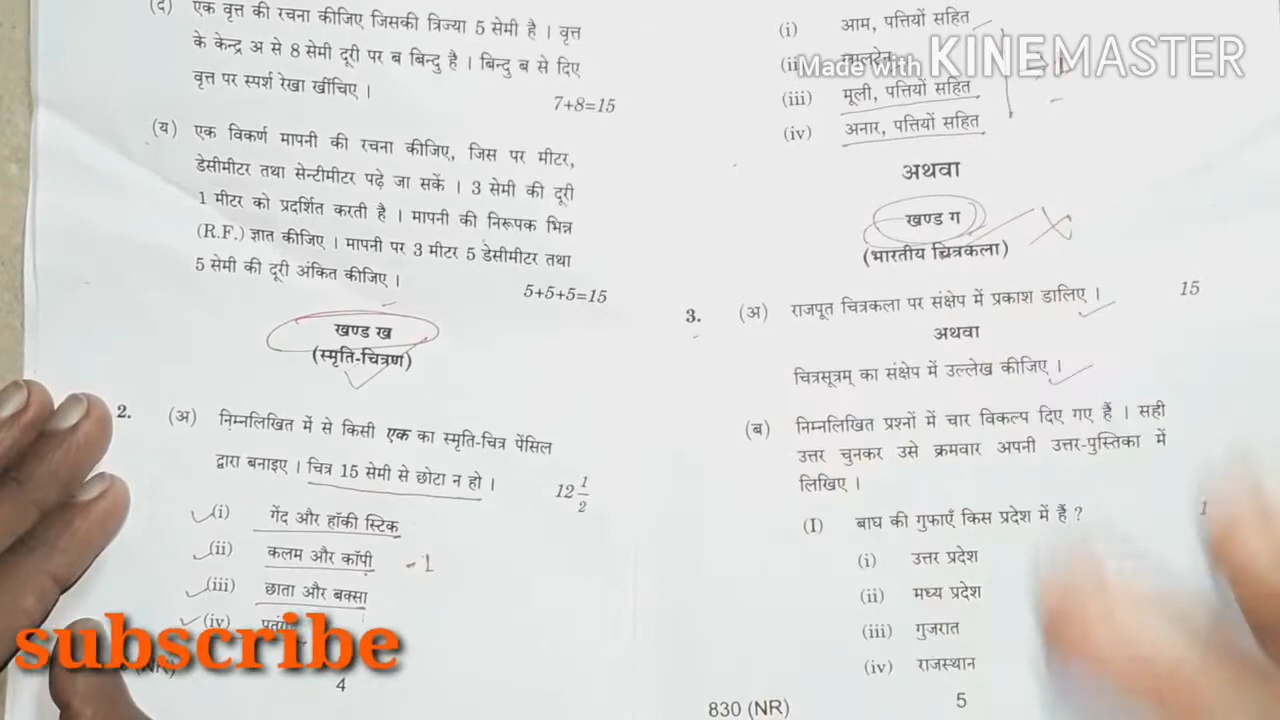 (द) एक वृत्त की रचना कीजिए जिसकी त्रिज्या 5 सेमी है । वृत्त
के केन्द्र अ से 8 सेमी दूरी पर ब बिन्दु है । बिन्दु ब से दिए
वृत्त पर स्पर्श रेखा खींचिए ।
7+8=15
(य) एक विकर्ण मापनी की रचना कीजिए, जिस पर मीटर,
डेसीमीटर तथा सेन्टीमीटर पढ़े जा सकें । 3 सेमी की दूरी
1 मीटर को प्रदर्शित करती है । मापनी की निरूपक भिन्न
(R.F.) ज्ञात कीजिए । मापनी पर 3 मीटर 5 डेसीमीटर तथा
5 सेमी की दूरी अंकित कीजिए ।
5+5+5=15
खण्ड ख
(स्मृति-चित्रण)
2. (अ) निम्नलिखित में से किसी एक का स्मृति-चित्र पेंसिल
द्वारा बनाइए । चित्र 15 सेमी से छोटा न हो । 12 1/2
(i) गेंद और हॉकी स्टिक
(ii) कलम और कॉपी - 1
(iii) छाता और बक्सा
(iv)
subscribe
(NR)
4
(i) आम, पत्तियों सहित
(ii)
Made with KINEMASTER
(iii) मूली, पत्तियों सहित
(iv) अनार, पत्तियों सहित
अथवा
खण्ड ग
(भारतीय चित्रकला)
3. (अ) राजपूत चित्रकला पर संक्षेप में प्रकाश डालिए । 15
अथवा
चित्रसूत्रम् का संक्षेप में उल्लेख कीजिए ।
(ब) निम्नलिखित प्रश्नों में चार विकल्प दिए गए हैं । सही
उत्तर चुनकर उसे क्रमवार अपनी उत्तर-पुस्तिका में
लिखिए ।
(I) बाघ की गुफाएँ किस प्रदेश में हैं ? 1
(i) उत्तर प्रदेश
(ii) मध्य प्रदेश
(iii) गुजरात
(iv) राजस्थान
830 (NR)
5